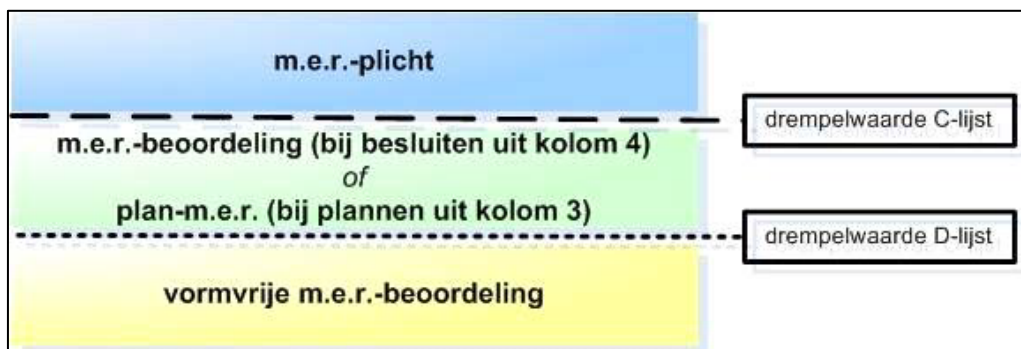 m.e.r.-plicht
drempelwaarde C-lijst
m.e.r.-beoordeling (bij besluiten uit kolom 4)
of
plan-m.e.r. (bij plannen uit kolom 3)
drempelwaarde D-lijst
vormvrije m.e.r.-beoordeling